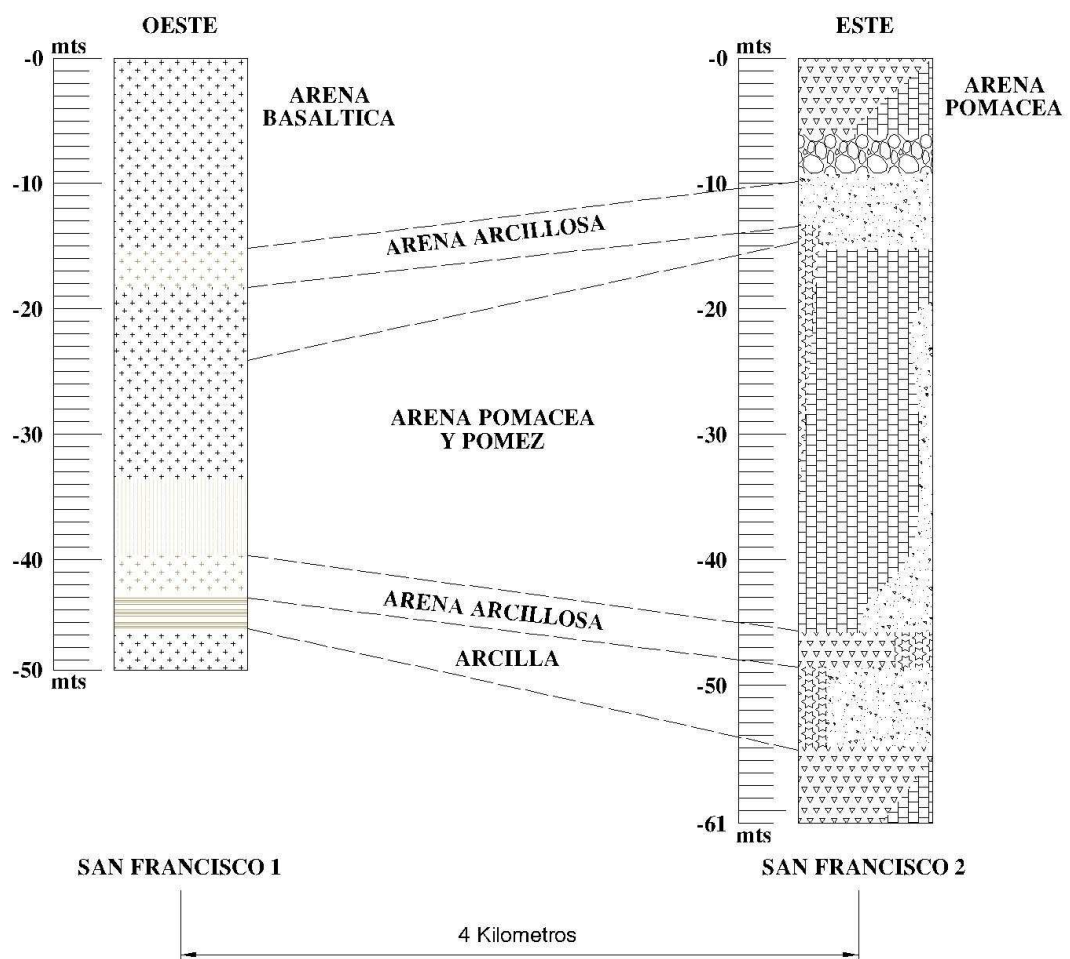 OESTE
ESTE
mts
mts
-0
-0
ARENA
BASALTICA
ARENA
POMACEA
-10
-10
ARENA ARCILLOSA
-20
-20
ARENA POMACEA
Y POMEZ
-30
-30
-40
-40
ARENA ARCILLOSA
ARCILLA
-50
mts
-50
-61
mts
SAN FRANCISCO 1
SAN FRANCISCO 2
4 Kilometros